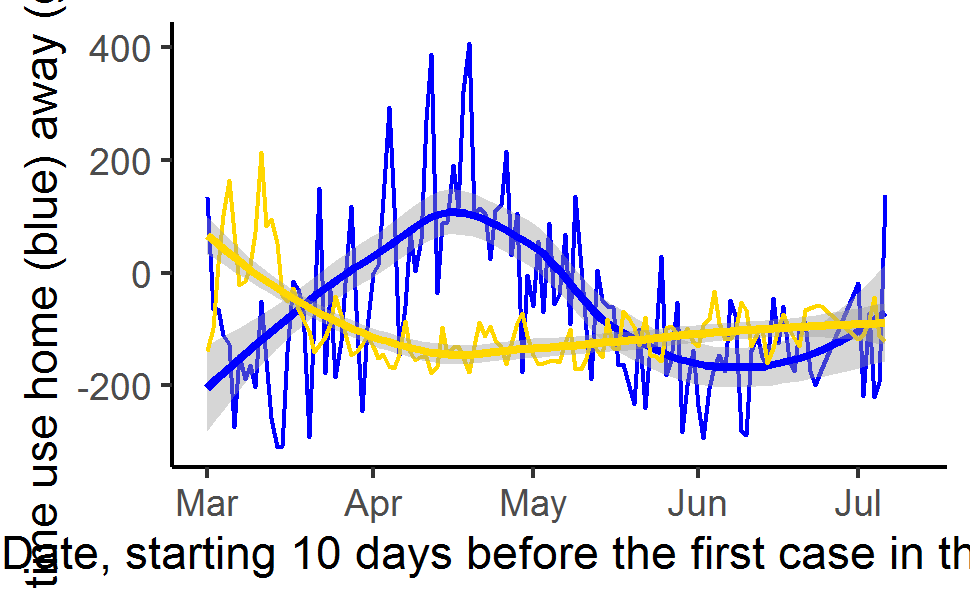 time use home (blue) away (
400
200
0
-200
Mar Apr May Jun Jul
Date, starting 10 days before the first case in th